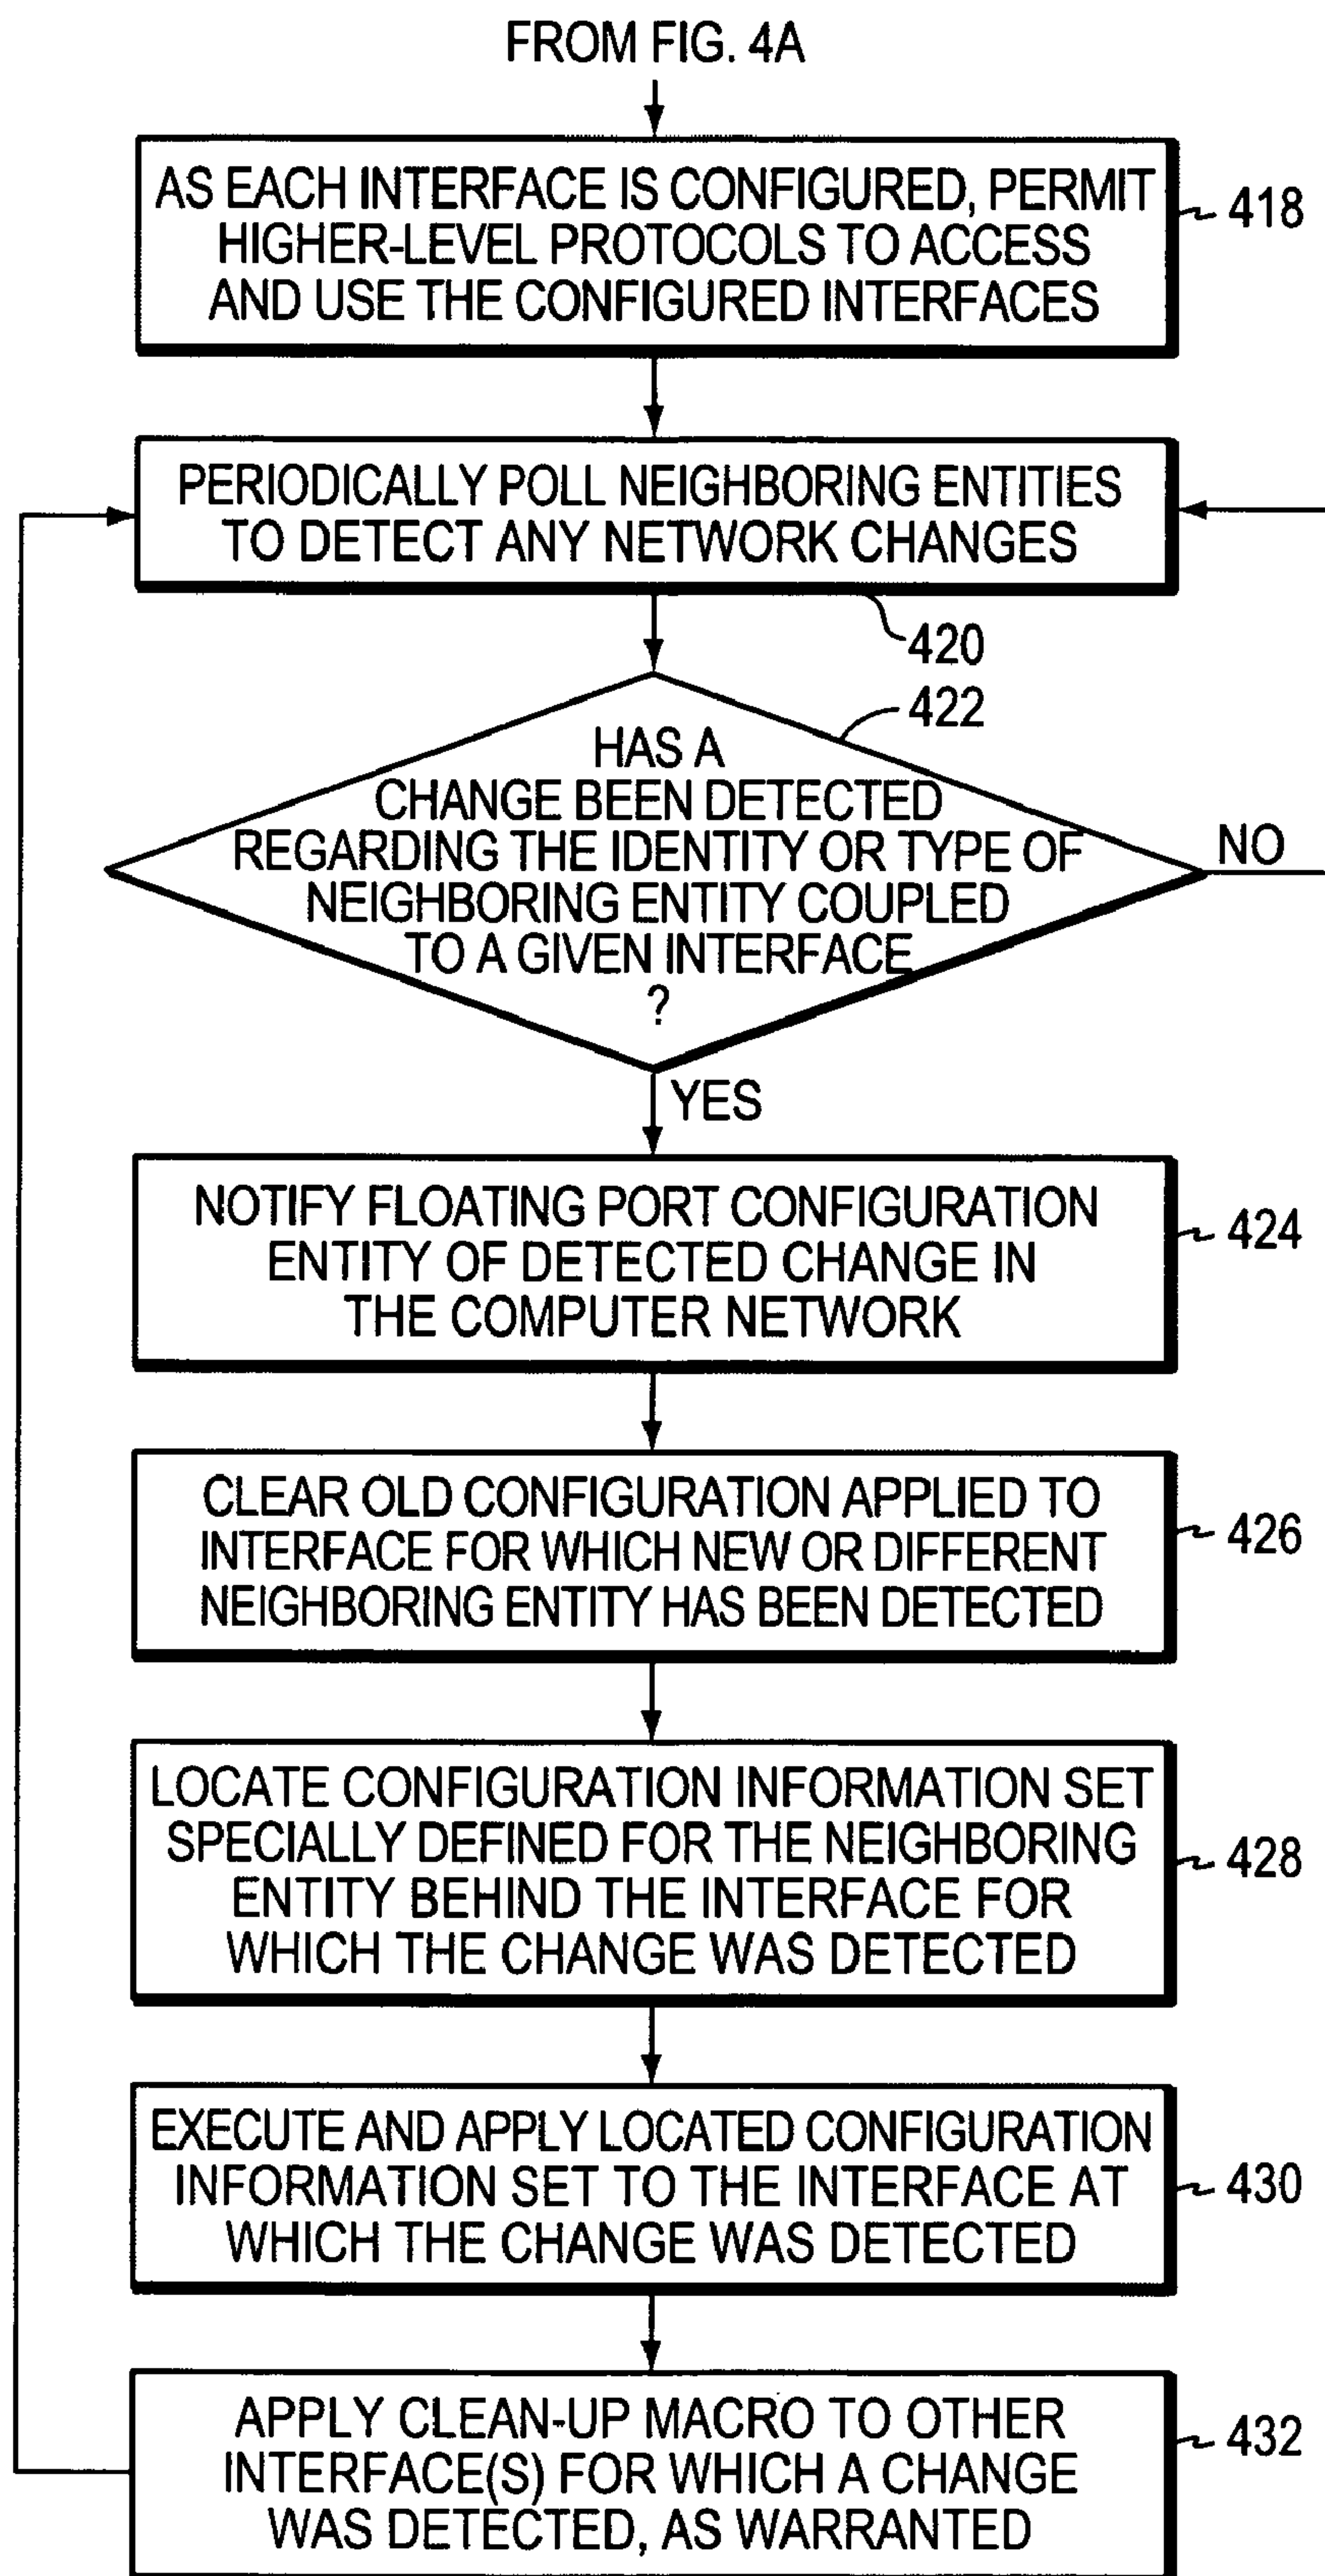 FROM FIG. 4A
AS EACH INTERFACE IS CONFIGURED, PERMIT
HIGHER-LEVEL PROTOCOLS TO ACCESS
AND USE THE CONFIGURED INTERFACES
418
PERIODICALLY POLL NEIGHBORING ENTITIES
TO DETECT ANY NETWORK CHANGES
420
422
HAS A
CHANGE BEEN DETECTED
REGARDING THE IDENTITY OR TYPE OF
NEIGHBORING ENTITY COUPLED
TO A GIVEN INTERFACE
?
NO
YES
NOTIFY FLOATING PORT CONFIGURATION
ENTITY OF DETECTED CHANGE IN
THE COMPUTER NETWORK
424
CLEAR OLD CONFIGURATION APPLIED TO
INTERFACE FOR WHICH NEW OR DIFFERENT
NEIGHBORING ENTITY HAS BEEN DETECTED
426
LOCATE CONFIGURATION INFORMATION SET
SPECIALLY DEFINED FOR THE NEIGHBORING
ENTITY BEHIND THE INTERFACE FOR
WHICH THE CHANGE WAS DETECTED
428
EXECUTE AND APPLY LOCATED CONFIGURATION
INFORMATION SET TO THE INTERFACE AT
WHICH THE CHANGE WAS DETECTED
430
APPLY CLEAN-UP MACRO TO OTHER
INTERFACE(S) FOR WHICH A CHANGE
WAS DETECTED, AS WARRANTED
432